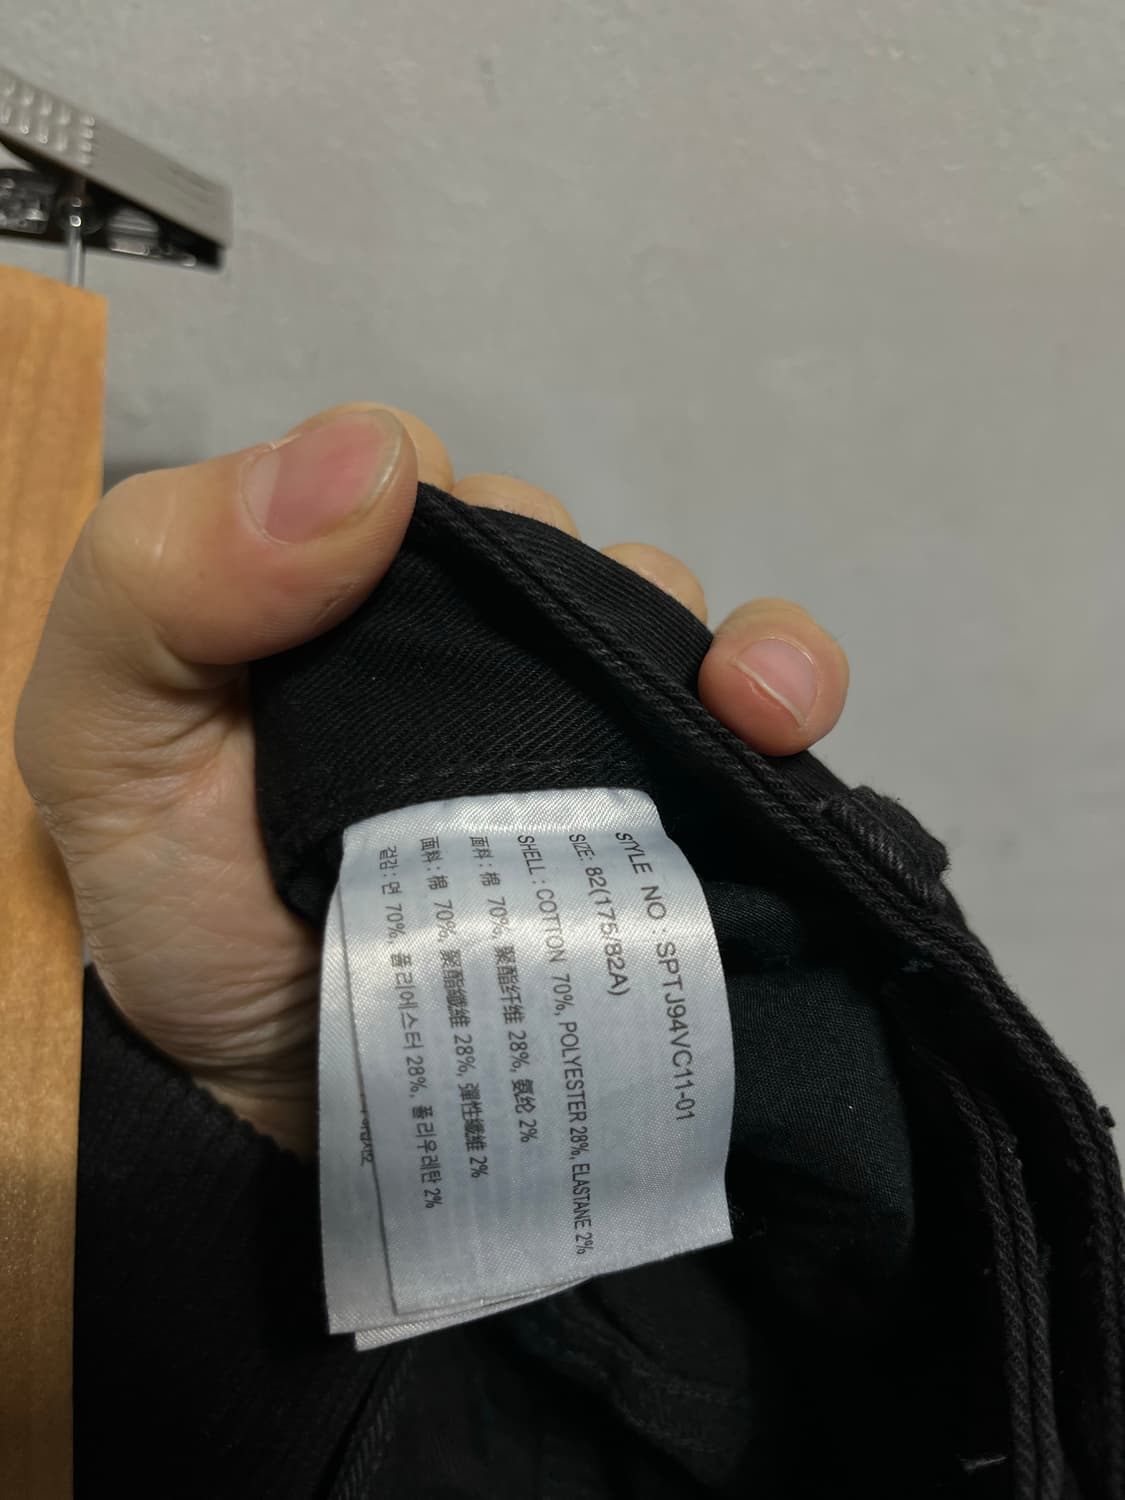 STYLE NO : SPTJ94VC11-01
SIZE: 82(175/82A)
SHELL : COTTON 70%, POLYESTER 28%, ELASTANE 2%
面料 : 棉 70%, 聚酯纤维 28%, 氨纶 2%
面料 : 棉 70%, 聚酯纖維 28%, 彈性纖維 2%
겉감 : 면 70%, 폴리에스터 28%, 폴리우레탄 2%